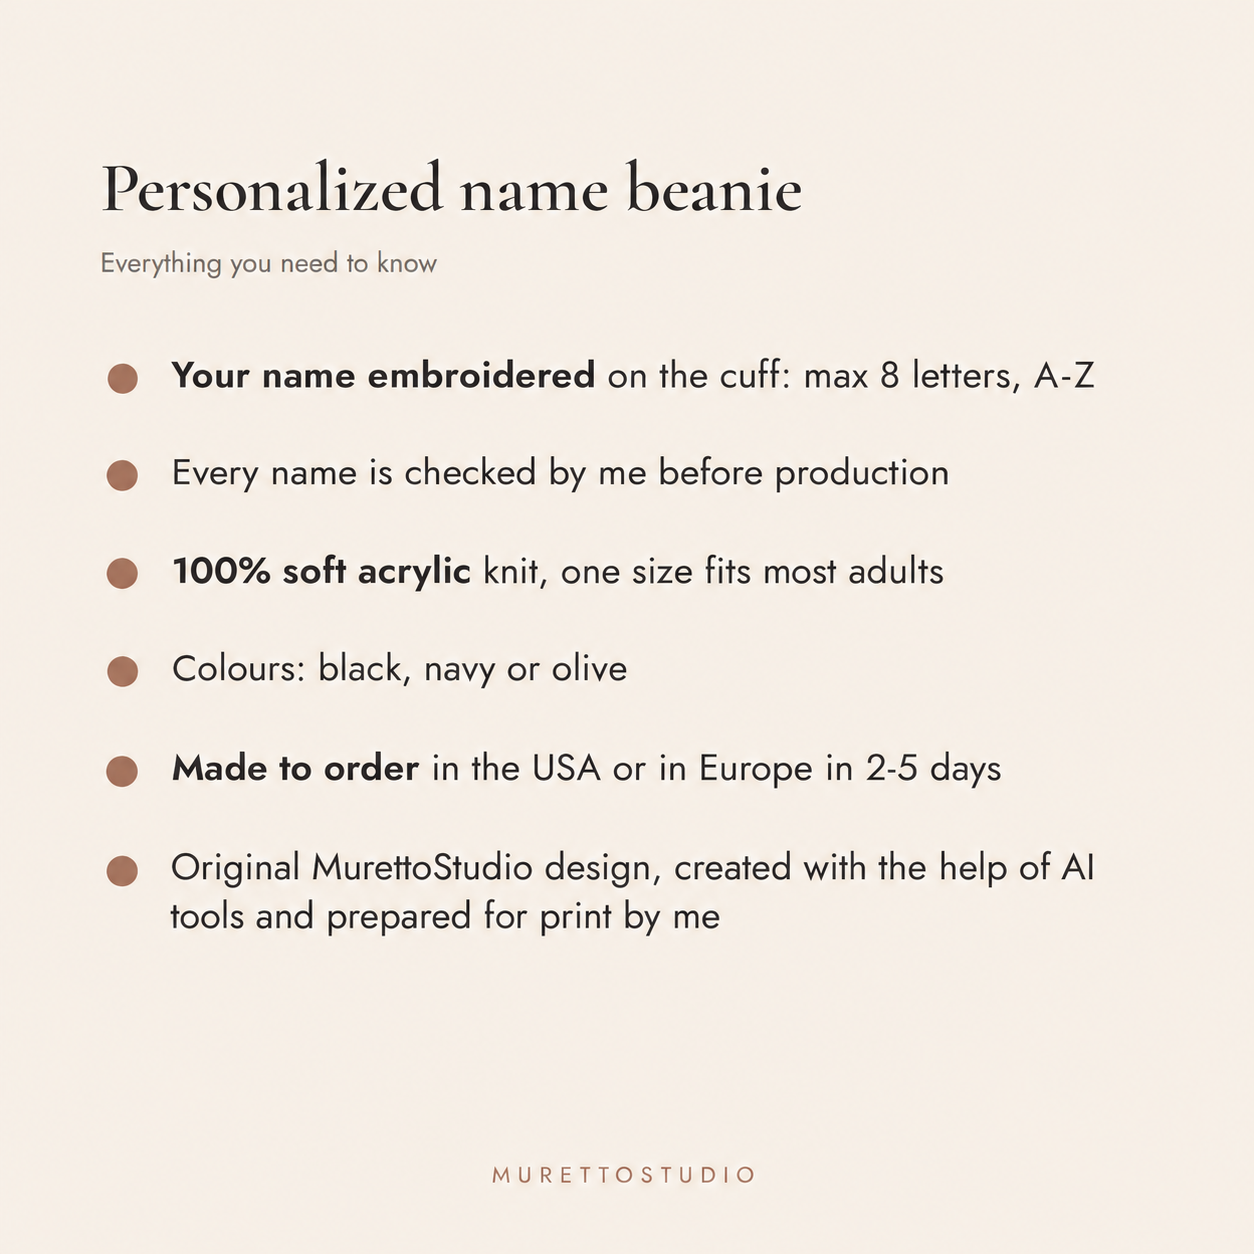 Personalized name beanie
Everything you need to know
Your name embroidered on the cuff: max 8 letters, A-Z
Every name is checked by me before production
100% soft acrylic knit, one size fits most adults
Colours: black, navy or olive
Made to order in the USA or in Europe in 2-5 days
Original MurettoStudio design, created with the help of AI
tools and prepared for print by me
MURETTOSTUDIO